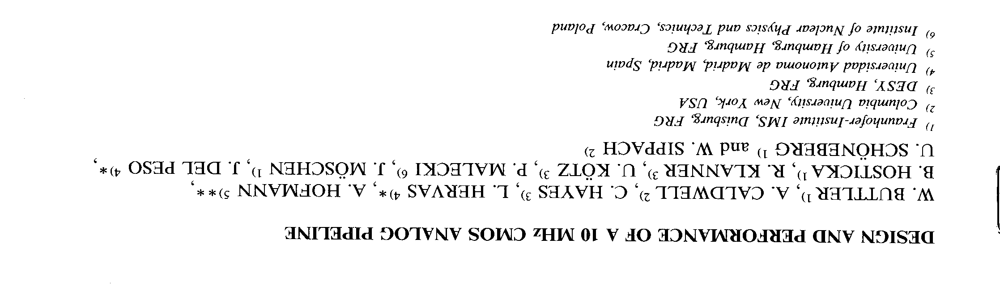 DESIGN AND PERFORMANCE OF A 10 MHz CMOS ANALOG PIPELINE
W. BUTTLER 1), A. CALDWELL 2), C. HAYES 3), L. HERVAS 4)*, A. HOFMANN 5)**,
B. HOSTICKA 1), R. KLANNER 3), U. KÖTZ 3), P. MALECKI 6), J. MÖSCHEN 1), J. DEL PESO 4)*,
U. SCHÖNEBERG 1) and W. SIPPACH 2)
1) Fraunhofer-Institute IMS, Duisburg, FRG
2) Columbia University, New York, USA
3) DESY, Hamburg, FRG
4) Universidad Autonoma de Madrid, Madrid, Spain
5) University of Hamburg, Hamburg, FRG
6) Institute of Nuclear Physics and Technics, Cracow, Poland